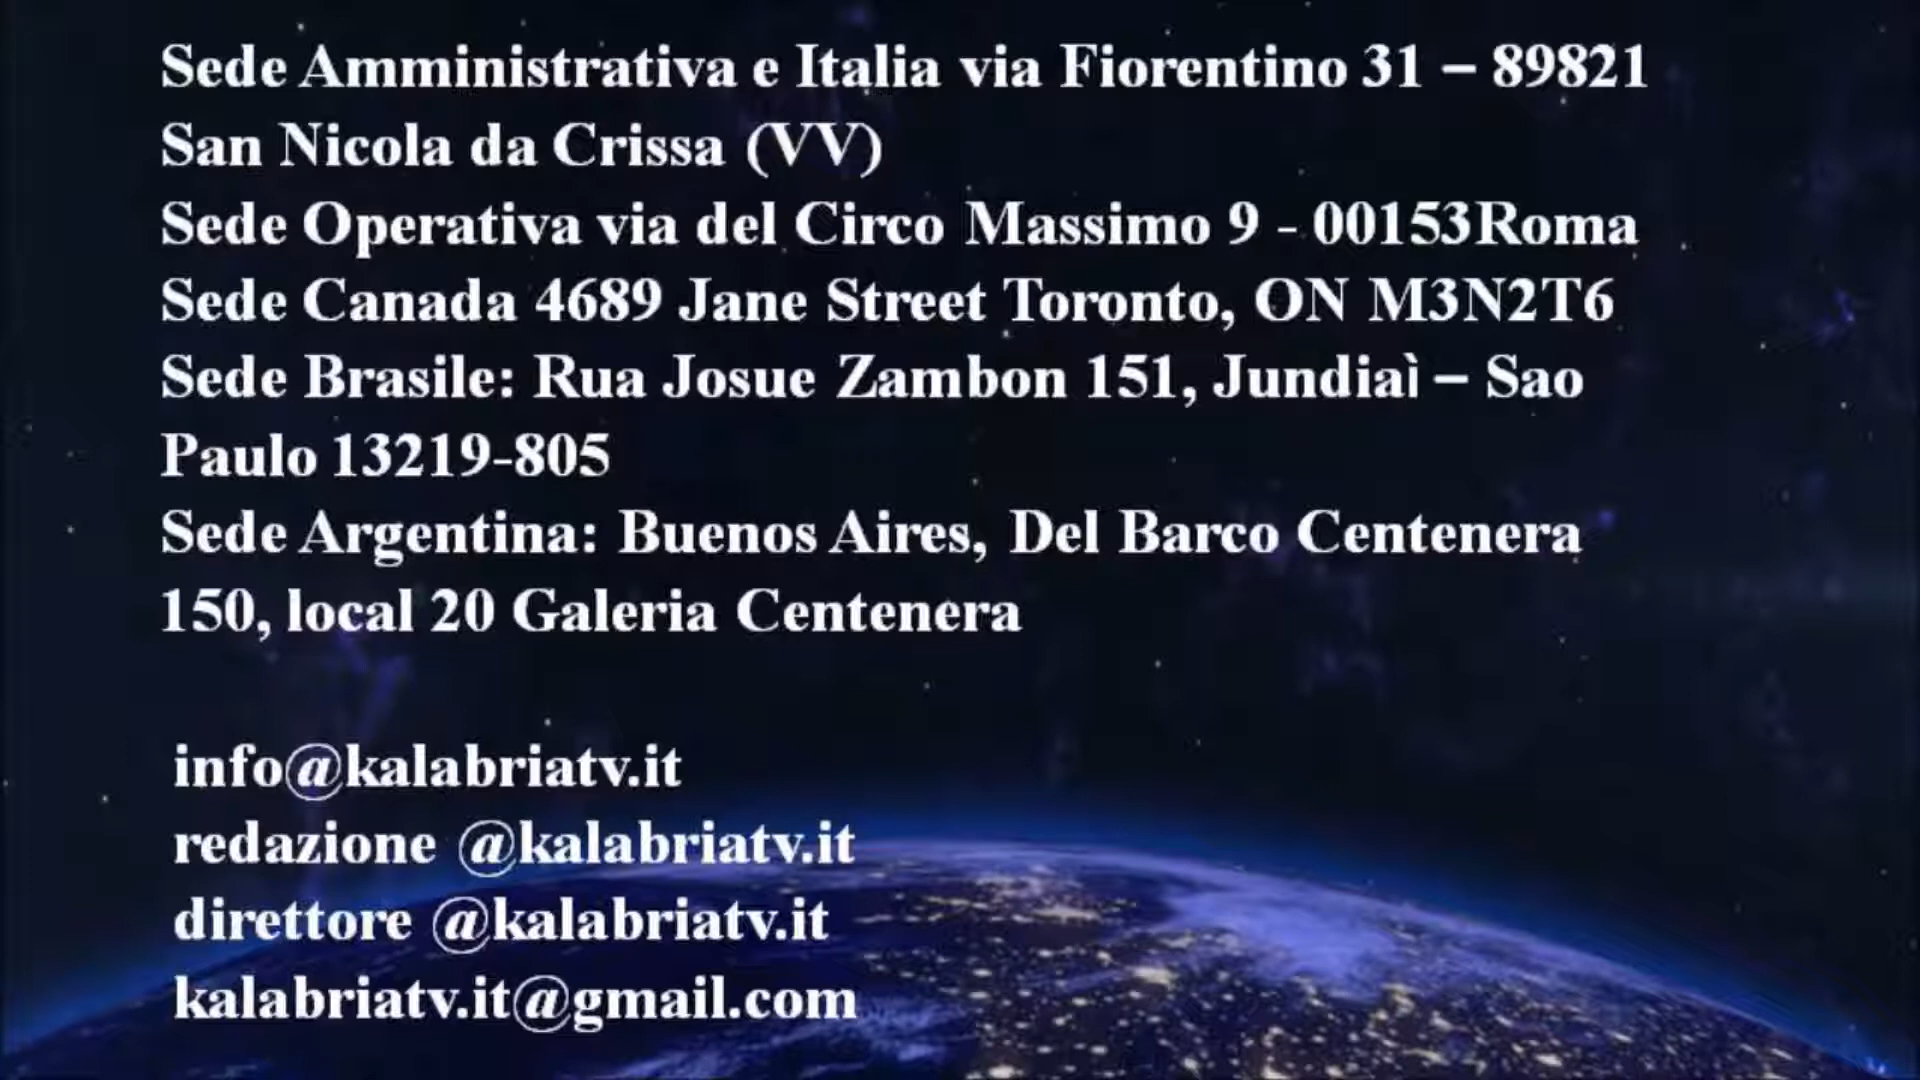 Sede Amministrativa e Italia via Fiorentino 31 – 89821
San Nicola da Crissa (VV)
Sede Operativa via del Circo Massimo 9 - 00153Roma
Sede Canada 4689 Jane Street Toronto, ON M3N2T6
Sede Brasile: Rua Josue Zambon 151, Jundiaì – Sao
Paulo 13219-805
Sede Argentina: Buenos Aires, Del Barco Centenera
150, local 20 Galeria Centenera
info@kalabriatv.it
redazione @kalabriatv.it
direttore @kalabriatv.it
kalabriatv.it@gmail.com